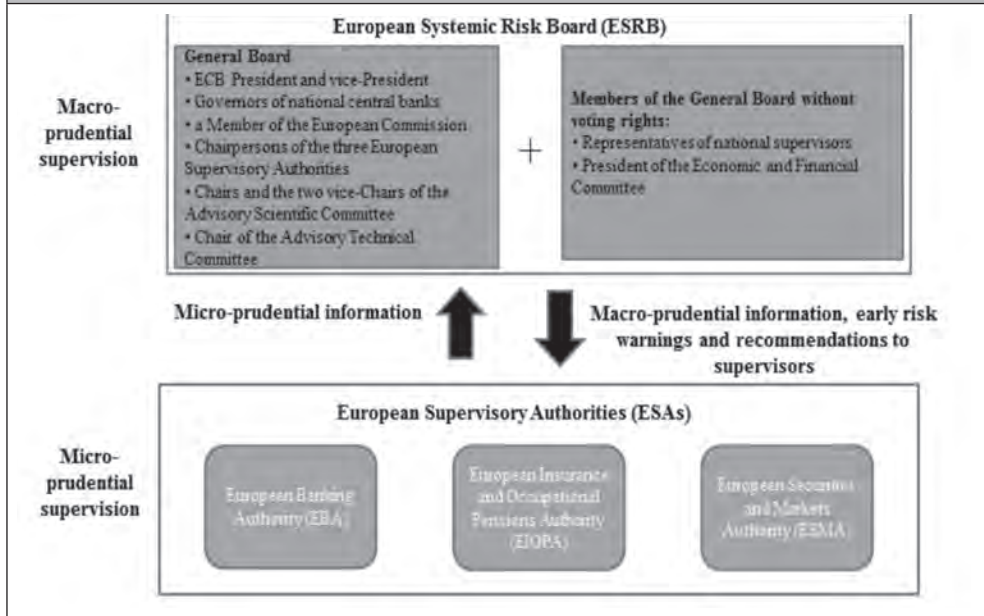 European Systemic Risk Board (ESRB)
Macro-
prudential
supervision
General Board
• ECB President and vice-President
• Governors of national central banks
• a Member of the European Commission
• Chairpersons of the three European
Supervisory Authorities
• Chairs and the two vice-Chairs of the
Advisory Scientific Committee
• Chair of the Advisory Technical
Committee
+
Members of the General Board without
voting rights:
• Representatives of national supervisors
• President of the Economic and Financial
Committee
Micro-prudential information
Macro-prudential information, early risk
warnings and recommendations to
supervisors
Micro-
prudential
supervision
European Supervisory Authorities (ESAs)
European Banking
Authority (EBA)
European Insurance
and Occupational
Pensions Authority
(EIOPA)
European Securities
and Markets
Authority (ESMA)